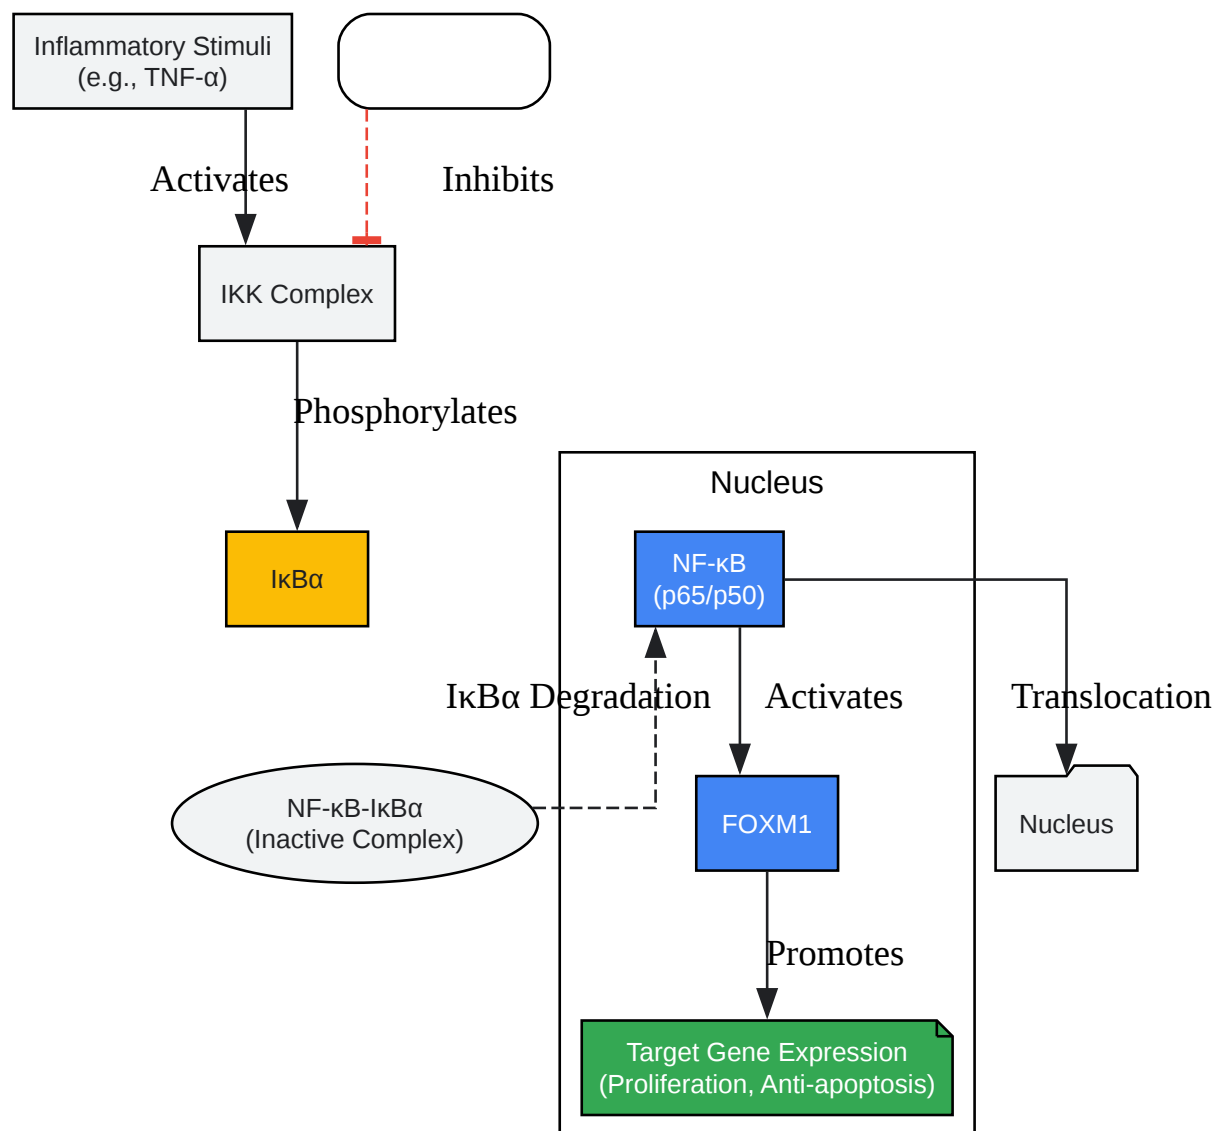 Inflammatory Stimuli
(e.g., TNF-α)
Activates
Inhibits
IKK Complex
Phosphorylates
Nucleus
IκBα
NF-κB
(p65/p50)
IκBα Degradation
Activates
Translocation
NF-κB-IκBα
(Inactive Complex)
FOXM1
Nucleus
Promotes
Target Gene Expression
(Proliferation, Anti-apoptosis)